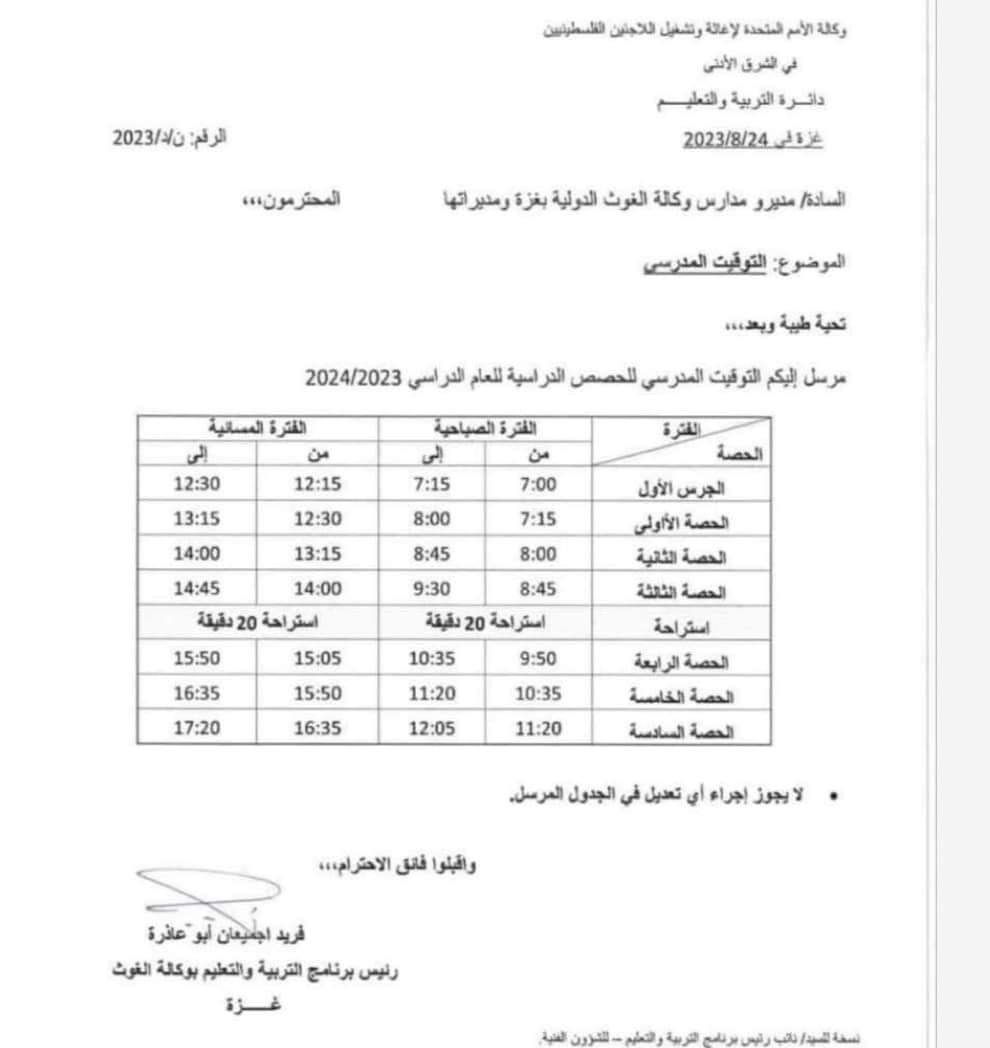 وكالة الأمم المتحدة لإغاثة وتشغيل اللاجئين الفلسطينيين
في الشرق الأدنى
دائـــرة التربية والتعليـــــم
غزة في 2023/8/24
الرقم: ن/د/2023
السادة/ مديرو مدارس وكالة الغوث الدولية بغزة ومديراتها المحترمون،،،
الموضوع: التوقيت المدرسي
تحية طيبة وبعد،،،
مرسل إليكم التوقيت المدرسي للحصص الدراسية للعام الدراسي 2024/2023
الفترة الفترة الصباحية الفترة المسائية
الحصة من إلى من إلى
الجرس الأول 7:00 7:15 12:15 12:30
الحصة الأاولى 7:15 8:00 12:30 13:15
الحصة الثانية 8:00 8:45 13:15 14:00
الحصة الثالثة 8:45 9:30 14:00 14:45
استراحة استراحة 20 دقيقة استراحة 20 دقيقة
الحصة الرابعة 9:50 10:35 15:05 15:50
الحصة الخامسة 10:35 11:20 15:50 16:35
الحصة السادسة 11:20 12:05 16:35 17:20
• لا يجوز إجراء أي تعديل في الجدول المرسل.
واقبلوا فائق الاحترام،،،
فريد اجميعان أبو عاذرة
رئيس برنامج التربية والتعليم بوكالة الغوث
غـــــزة
نسخة للسيد/ نائب رئيس برنامج التربية والتعليم – للشؤون الفنية.